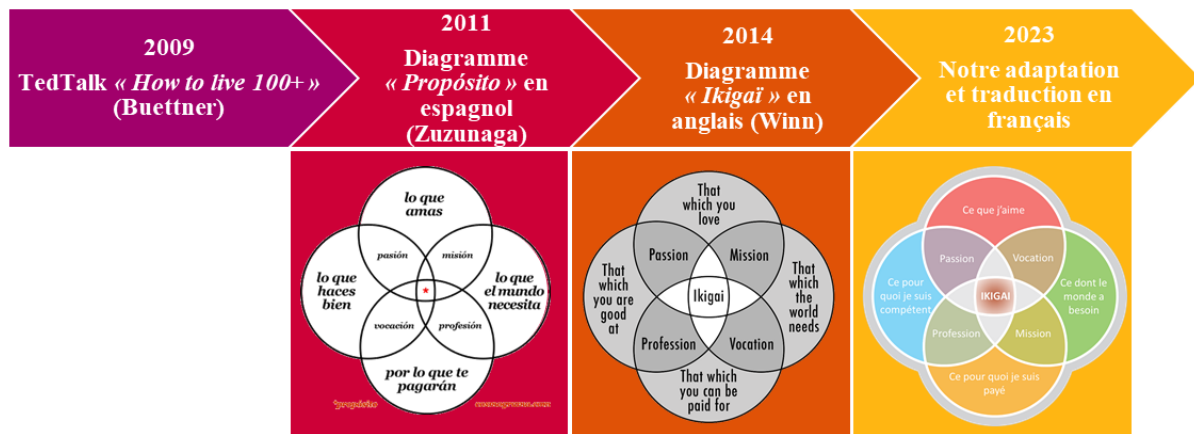 2009
TedTalk « How to live 100+ »
(Buettner)
2011
Diagramme
« Propósito » en
espagnol
(Zuzunaga)
2014
Diagramme
« Ikigaï » en
anglais (Winn)
2023
Notre adaptation
et traduction en
français
lo que
amas
pasión
misión
lo que
haces
bien
*
lo que
el mundo
necesita
vocación
profesión
por lo que te
pagarán
*propósito
That
which you
love
Passion
Mission
That
which
you are
good
at
Ikigai
That
which
the
world
needs
Profession
Vocation
That which
you can be
paid for
Ce que j'aime
Passion
Vocation
Ce pour
quoi je suis
compétent
IKIGAI
Ce dont le
monde a
besoin
Profession
Mission
Ce pour quoi je suis
payé